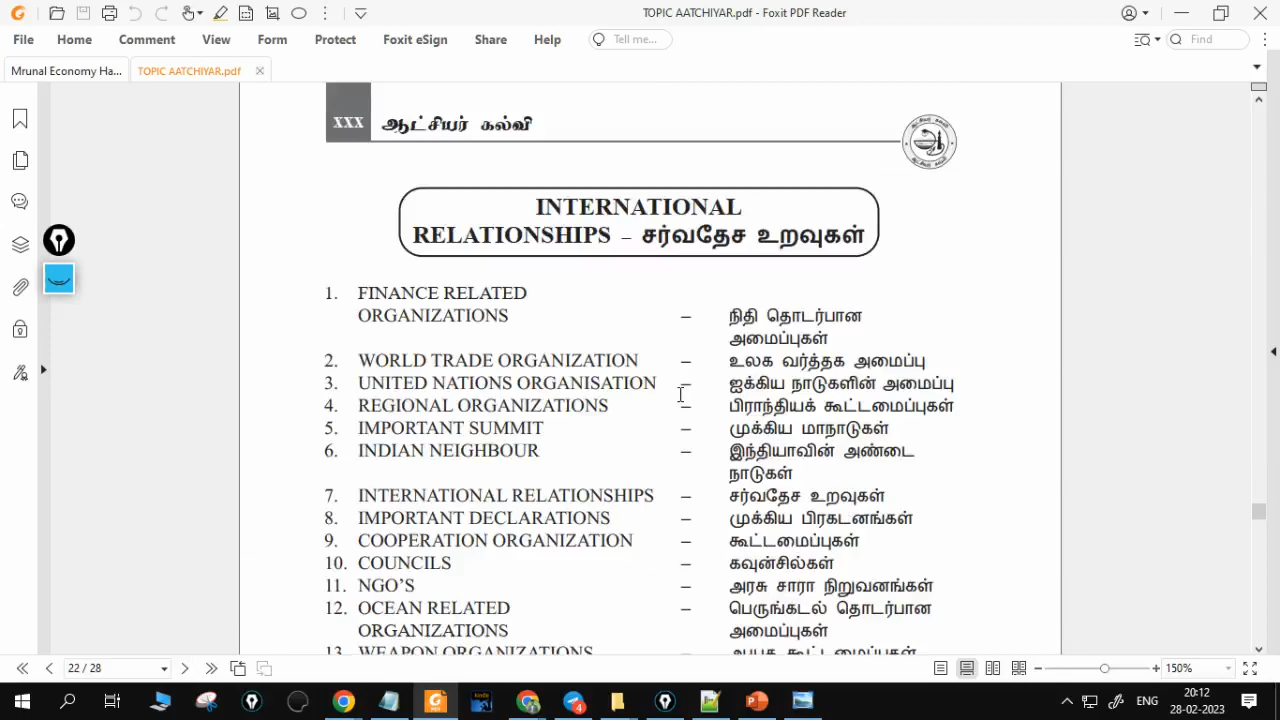 TOPIC AATCHIYAR.pdf - Foxit PDF Reader
File Home Comment View Form Protect Foxit eSign Share Help Tell me... Find
Mrunal Economy Ha... TOPIC AATCHIYAR.pdf
XXX ஆட்சியர் கல்வி
INTERNATIONAL
RELATIONSHIPS – சர்வதேச உறவுகள்
1. FINANCE RELATED
ORGANIZATIONS – நிதி தொடர்பான
அமைப்புகள்
2. WORLD TRADE ORGANIZATION – உலக வர்த்தக அமைப்பு
3. UNITED NATIONS ORGANISATION – ஐக்கிய நாடுகளின் அமைப்பு
4. REGIONAL ORGANIZATIONS – பிராந்தியக் கூட்டமைப்புகள்
5. IMPORTANT SUMMIT – முக்கிய மாநாடுகள்
6. INDIAN NEIGHBOUR – இந்தியாவின் அண்டை
நாடுகள்
7. INTERNATIONAL RELATIONSHIPS – சர்வதேச உறவுகள்
8. IMPORTANT DECLARATIONS – முக்கிய பிரகடனங்கள்
9. COOPERATION ORGANIZATION – கூட்டமைப்புகள்
10. COUNCILS – கவுன்சில்கள்
11. NGO'S – அரசு சாரா நிறுவனங்கள்
12. OCEAN RELATED – பெருங்கடல் தொடர்பான
ORGANIZATIONS அமைப்புகள்
13. WEAPON ORGANIZATIONS – ஆயுத கூட்டமைப்புகள்
22 / 28 150%
ENG 20:12
28-02-2023